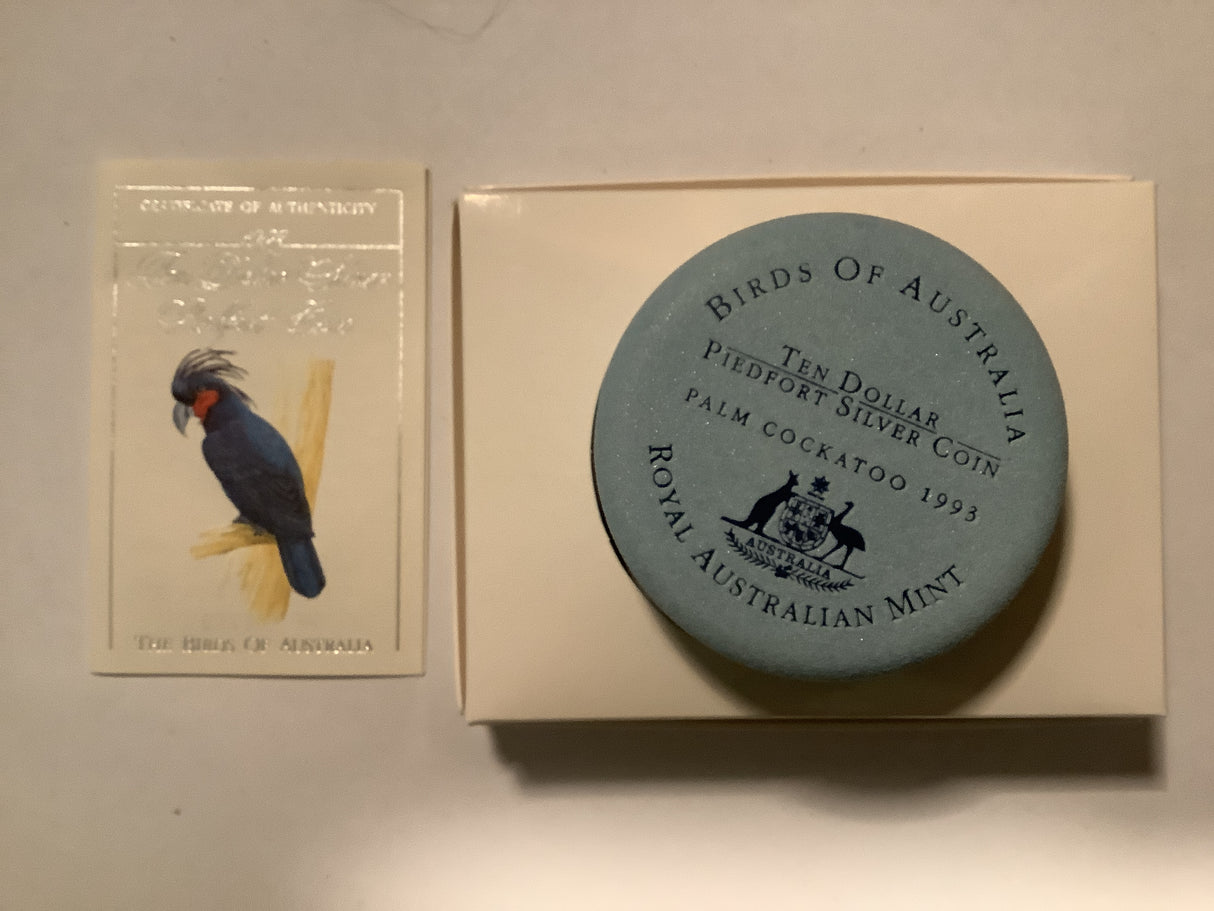 CERTIFICATE OF AUTHENTICITY
THE BIRDS OF AUSTRALIA
BIRDS OF AUSTRALIA
TEN DOLLAR
PIEDFORT SILVER COIN
PALM COCKATOO 1993
AUSTRALIA
ROYAL AUSTRALIAN MINT